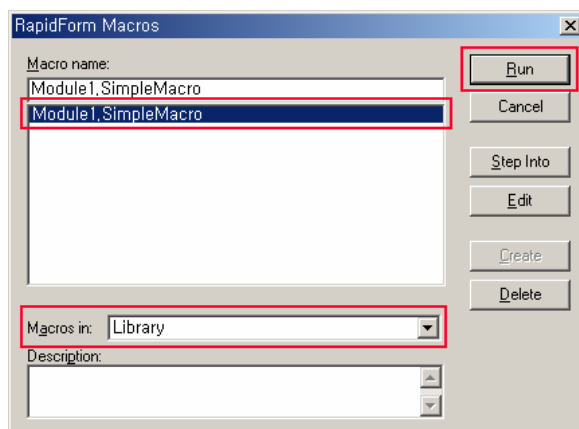 RapidForm Macros
Macro name:
Module1,SimpleMacro
Module1,SimpleMacro
Run
Cancel
Step Into
Edit
Create
Delete
Macros in: Library
Description: